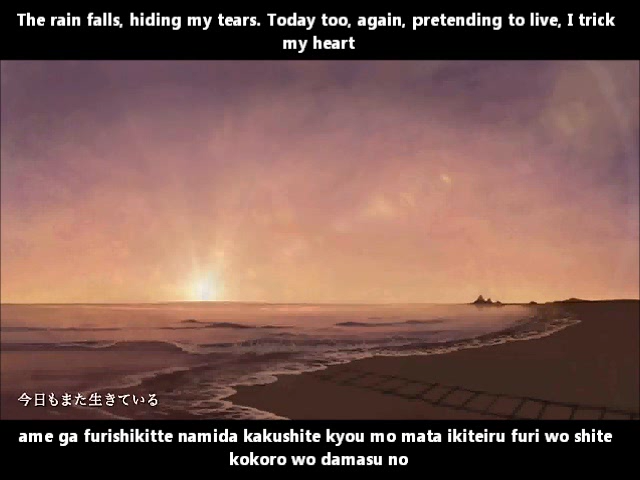 The rain falls, hiding my tears. Today too, again, pretending to live, I trick
my heart
今日もまた生きている
ame ga furishikitte namida kakushite kyou mo mata ikiteiru furi wo shite
kokoro wo damasu no